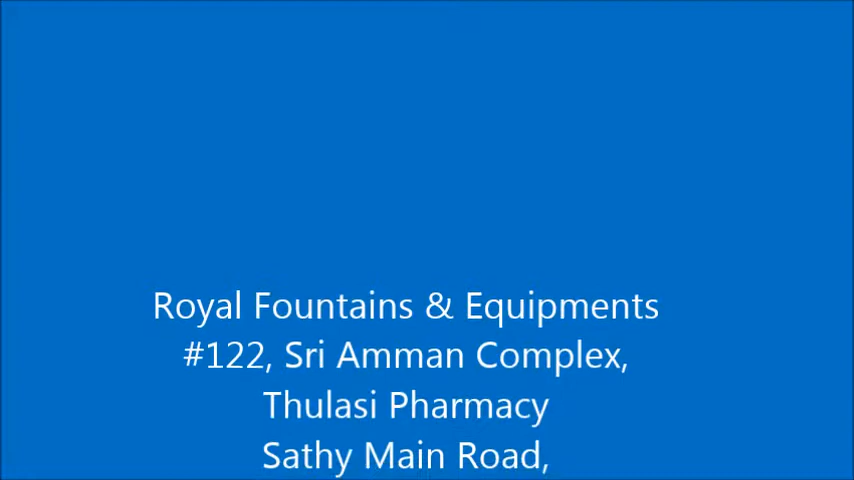 Royal Fountains & Equipments
#122, Sri Amman Complex,
Thulasi Pharmacy
Sathy Main Road,